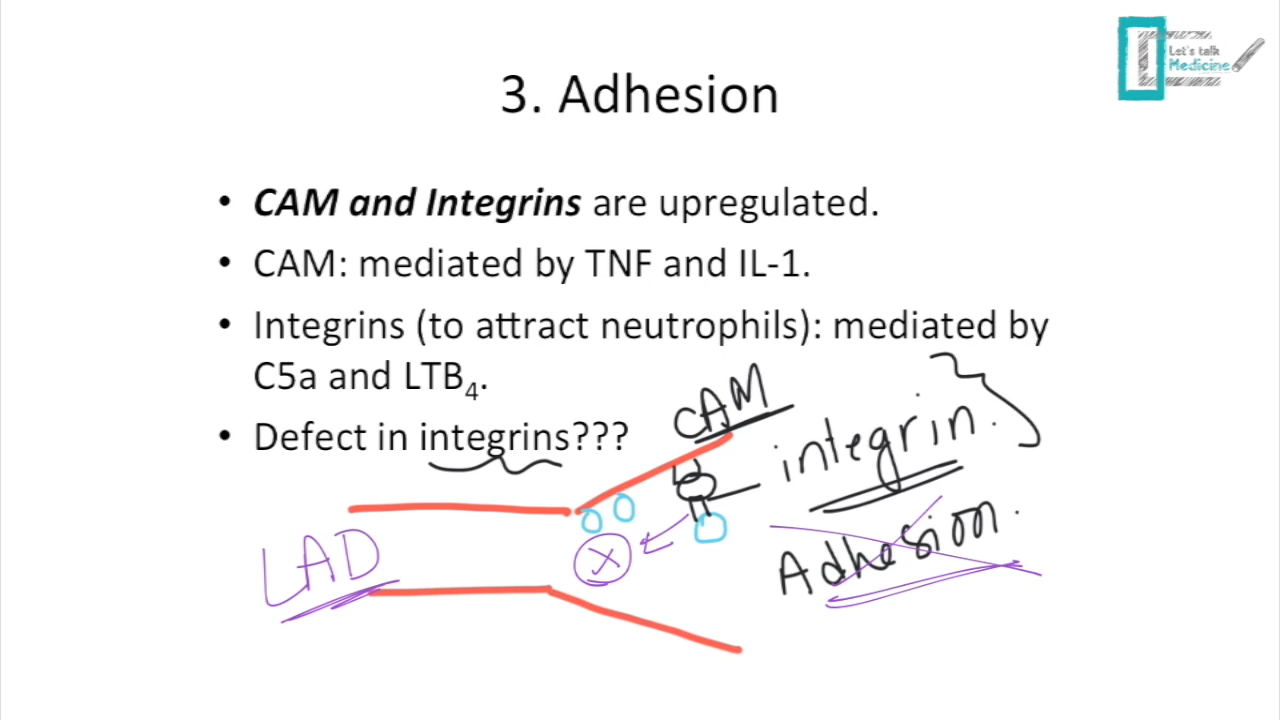 Let's talk
Medicine
3. Adhesion
• CAM and Integrins are upregulated.
• CAM: mediated by TNF and IL-1.
• Integrins (to attract neutrophils): mediated by
C5a and LTB₄.
• Defect in integrins???
CAM
integrin.
Adhesion.
X
LAD